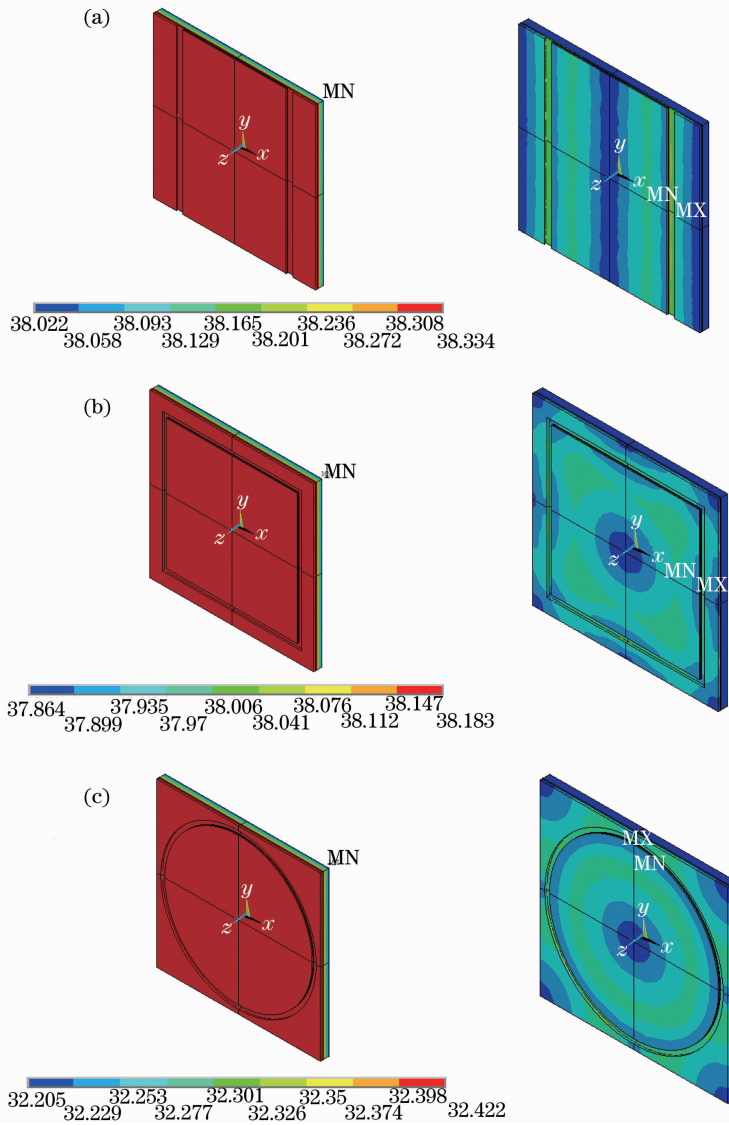 (a)
MN
y
z x
y
z x
MN
MX
38.022 38.093 38.165 38.236 38.308
38.058 38.129 38.201 38.272 38.334
(b)
MN
y
z x
y
z x
MN
MX
37.864 37.935 38.006 38.076 38.147
37.899 37.97 38.041 38.112 38.183
(c)
MN
y
z x
MX
MN
y
z x
32.205 32.253 32.301 32.35 32.398
32.229 32.277 32.326 32.374 32.422